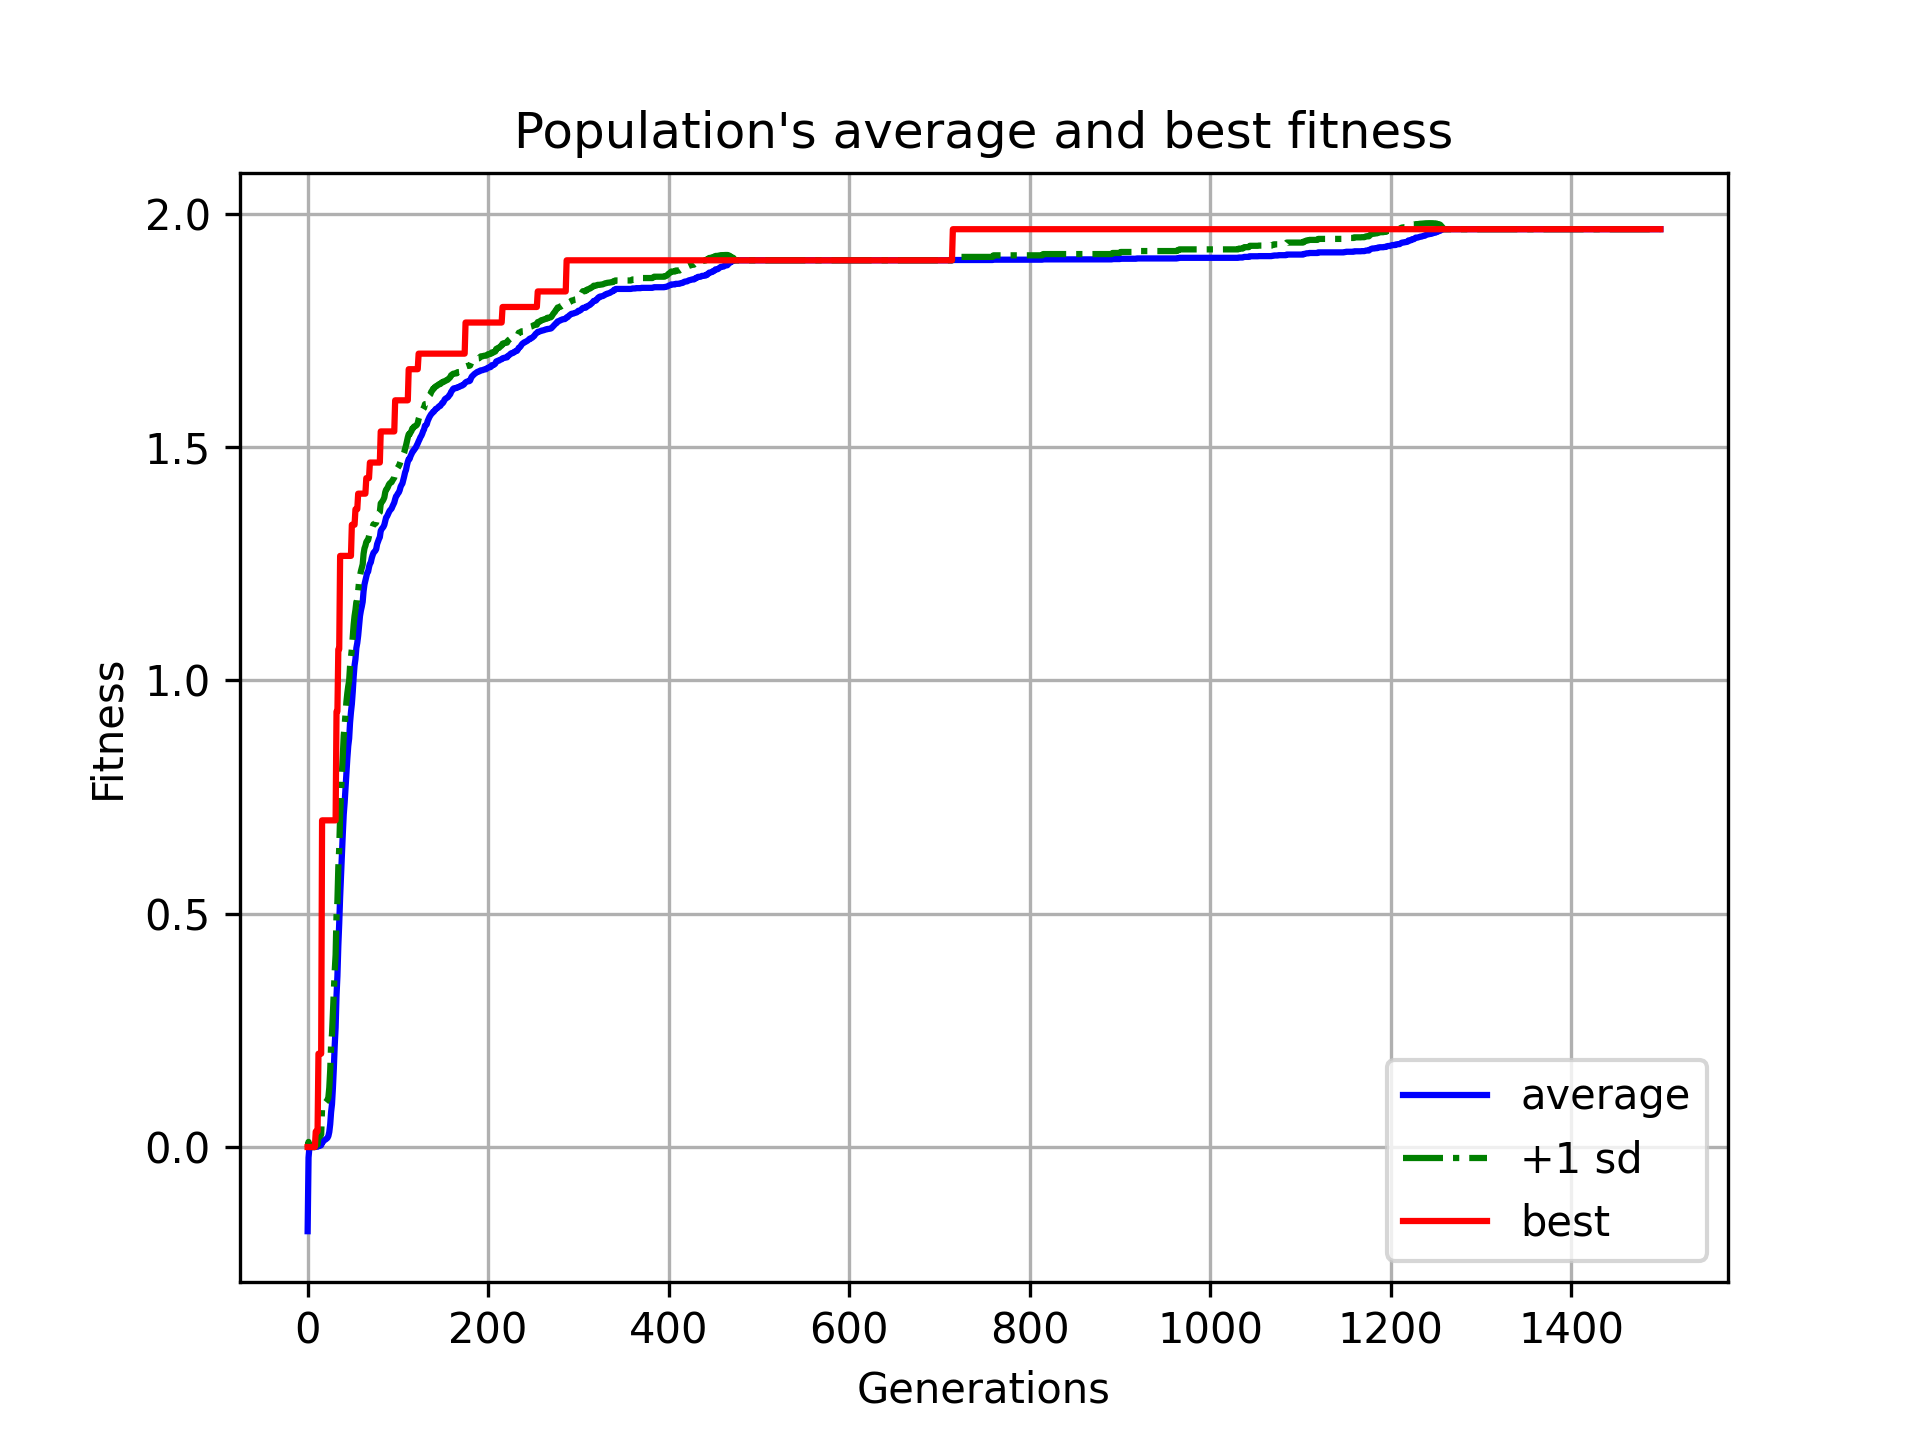 Population's average and best fitness
2.0
1.5
1.0
0.5
0.0
Fitness
0 200 400 600 800 1000 1200 1400
Generations
average
+1 sd
best